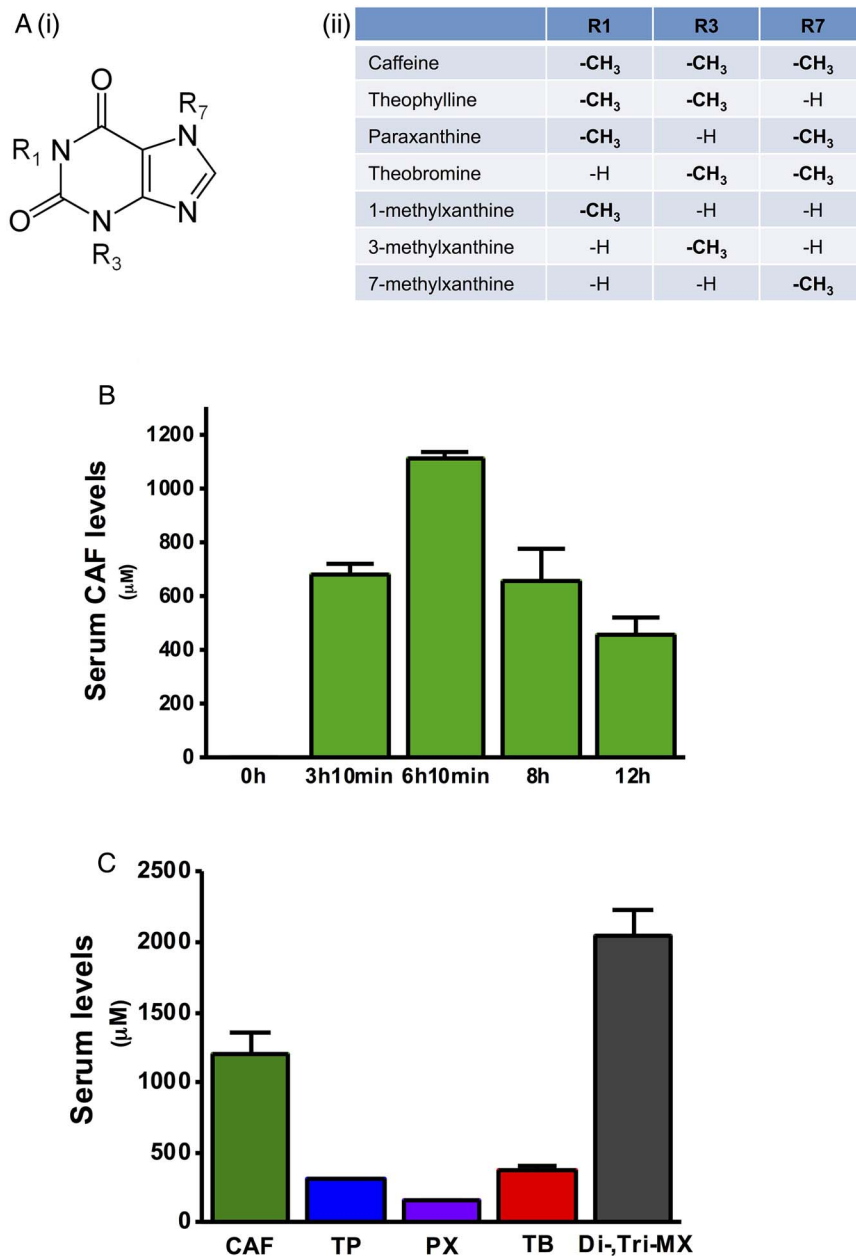 A (i)
O
R7
R1
N
N
O
N
N
R3
(ii)
R1 R3 R7
Caffeine -CH3 -CH3 -CH3
Theophylline -CH3 -CH3 -H
Paraxanthine -CH3 -H -CH3
Theobromine -H -CH3 -CH3
1-methylxanthine -CH3 -H -H
3-methylxanthine -H -CH3 -H
7-methylxanthine -H -H -CH3
B
Serum CAF levels
(μM)
1200
1000
800
600
400
200
0
0h 3h10min 6h10min 8h 12h
C
Serum levels
(μM)
2500
2000
1500
1000
500
0
CAF TP PX TB Di-,Tri-MX